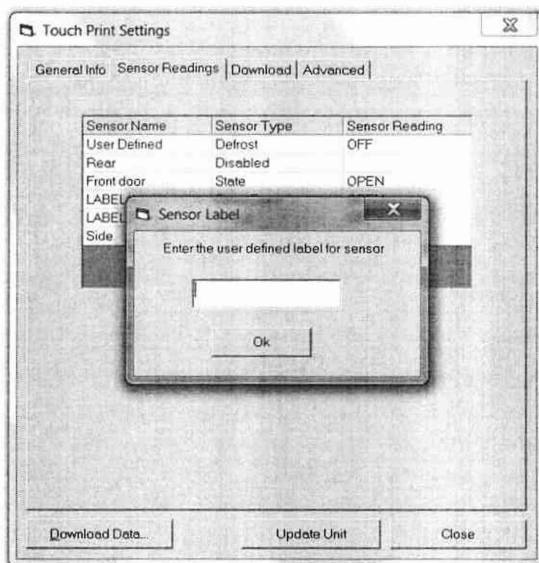 Touch Print Settings
General Info Sensor Readings Download Advanced
Sensor Name Sensor Type Sensor Reading
User Defined Defrost OFF
Rear Disabled
Front door State OPEN
LABEL
LABEL
Side
Sensor Label
Enter the user defined label for sensor
Ok
Download Data... Update Unit Close